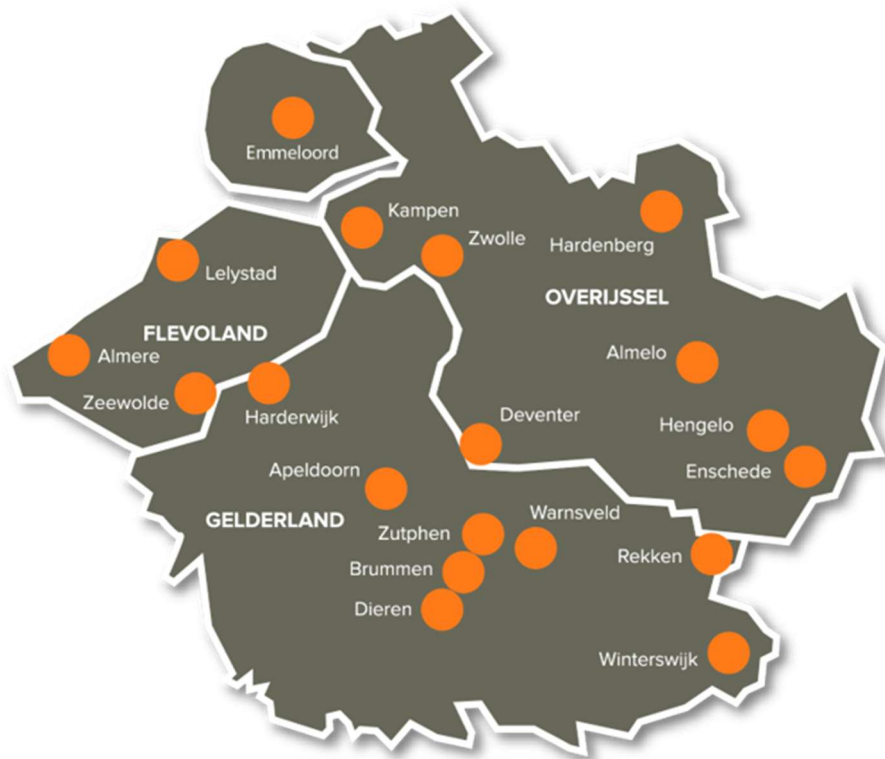 Emmeloord
Kampen
Zwolle
Hardenberg
Lelystad
OVERIJSSEL
FLEVOLAND
Almere
Almelo
Zeewolde
Harderwijk
Deventer
Hengelo
Enschede
Apeldoorn
GELDERLAND
Warnsveld
Zutphen
Rekken
Brummen
Dieren
Winterswijk